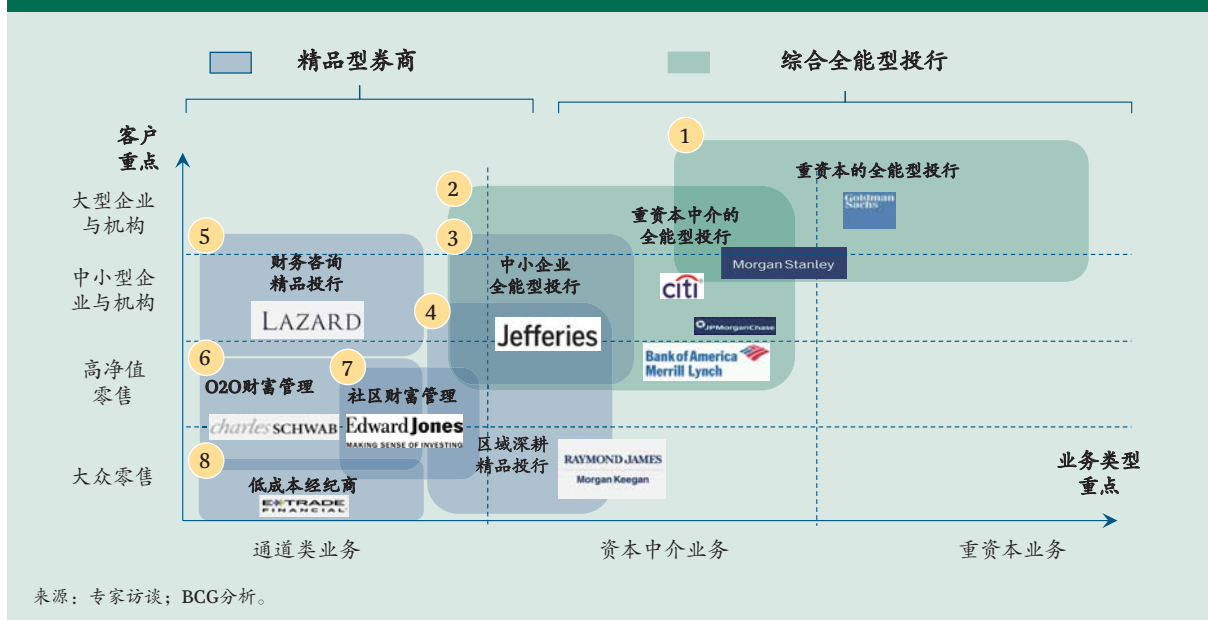 精品型券商
综合全能型投行
客户
重点
1
重资本的全能型投行
Goldman
Sachs
大型企业
与机构
2
重资本中介的
全能型投行
5
3
财务咨询
精品投行
中小企业
全能型投行
Morgan Stanley
中小型企
业与机构
citi
LAZARD
4
Jefferies
JPMorganChase
Bank of America
Merrill Lynch
6
7
高净值
零售
O2O财富管理
社区财富管理
charles SCHWAB
Edward Jones
MAKING SENSE OF INVESTING
8
区域深耕
精品投行
RAYMOND JAMES
Morgan Keegan
业务类型
重点
大众零售
低成本经纪商
E*TRADE
FINANCIAL
通道类业务
资本中介业务
重资本业务
来源：专家访谈；BCG分析。